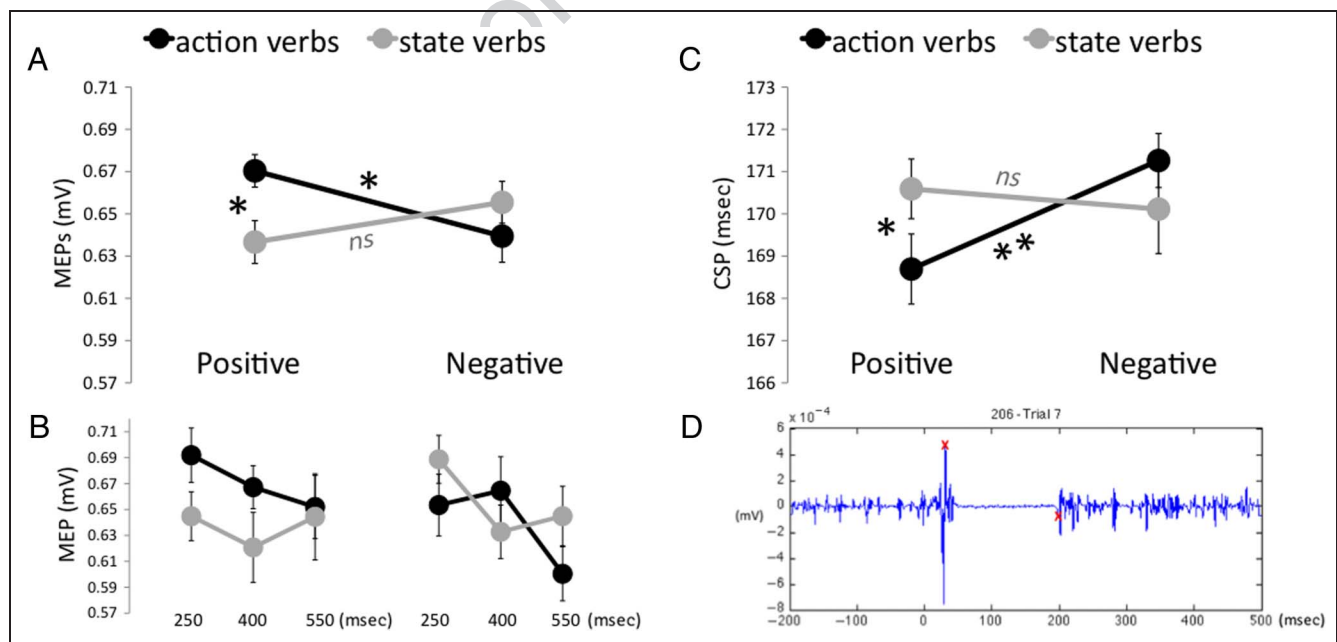 A
action verbs state verbs
MEPs (mV)
0.71
0.69
0.67
0.65
0.63
0.61
0.59
0.57
*
*
ns
Positive Negative
B
MEP (mV)
0.71
0.69
0.67
0.65
0.63
0.61
0.59
0.57
250 400 550 (msec) 250 400 550 (msec)
C
action verbs state verbs
CSP (msec)
173
172
171
170
169
168
167
166
ns
*
**
Positive Negative
D
206 - Trial 7
x 10⁻⁴
6
4
2
0
(mV)
−2
−4
−6
−8
−200 −100 0 100 200 300 400 500 (msec)